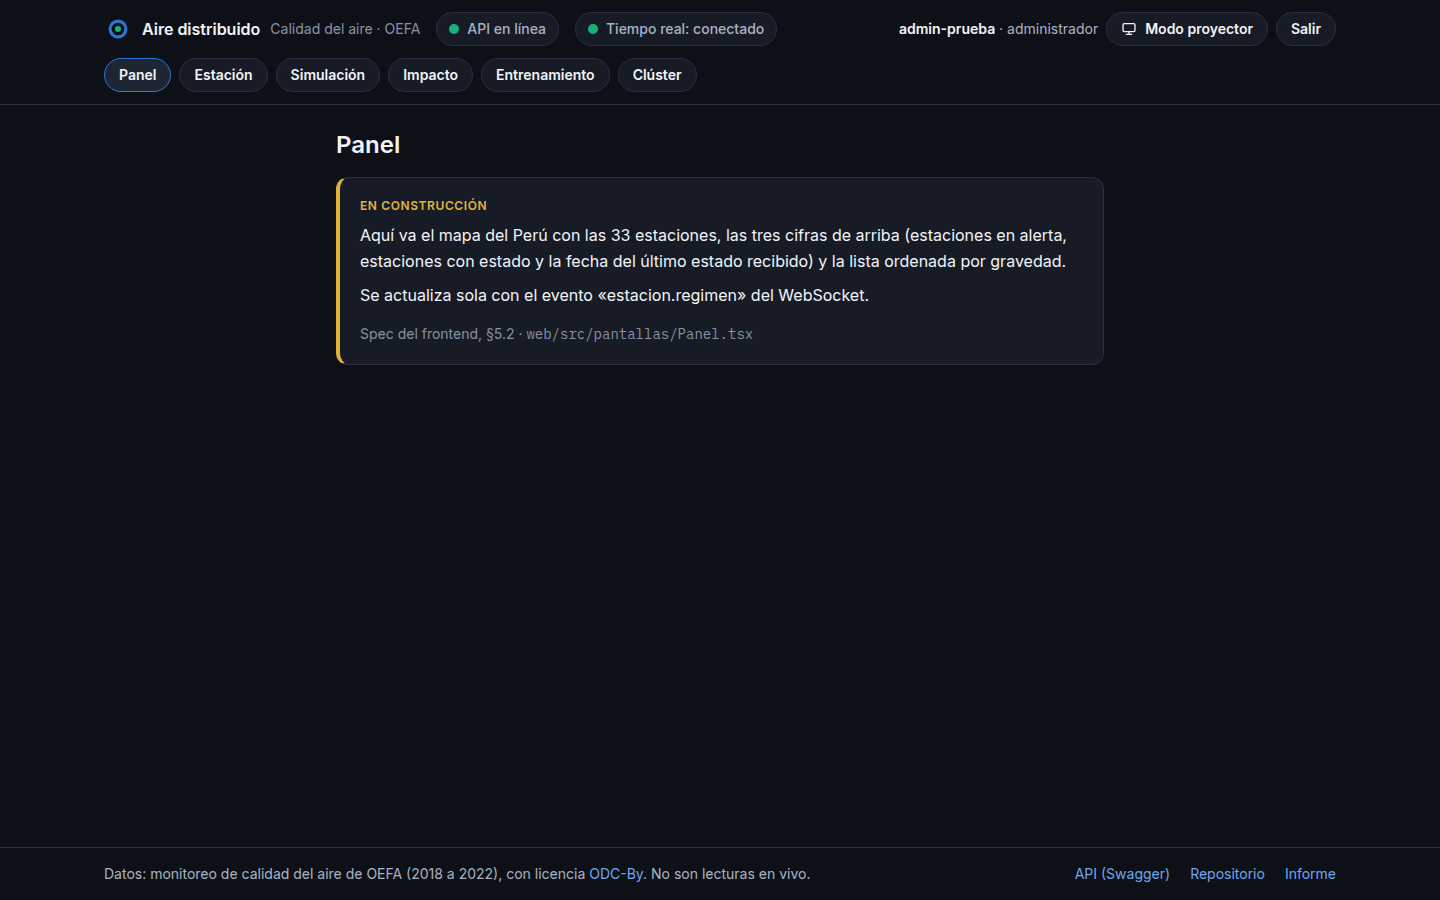 Aire distribuido Calidad del aire · OEFA API en línea Tiempo real: conectado admin-prueba · administrador Modo proyector Salir
Panel Estación Simulación Impacto Entrenamiento Clúster
Panel
EN CONSTRUCCIÓN
Aquí va el mapa del Perú con las 33 estaciones, las tres cifras de arriba (estaciones en alerta,
estaciones con estado y la fecha del último estado recibido) y la lista ordenada por gravedad.
Se actualiza sola con el evento «estacion.regimen» del WebSocket.
Spec del frontend, §5.2 · web/src/pantallas/Panel.tsx
Datos: monitoreo de calidad del aire de OEFA (2018 a 2022), con licencia ODC-By. No son lecturas en vivo. API (Swagger) Repositorio Informe